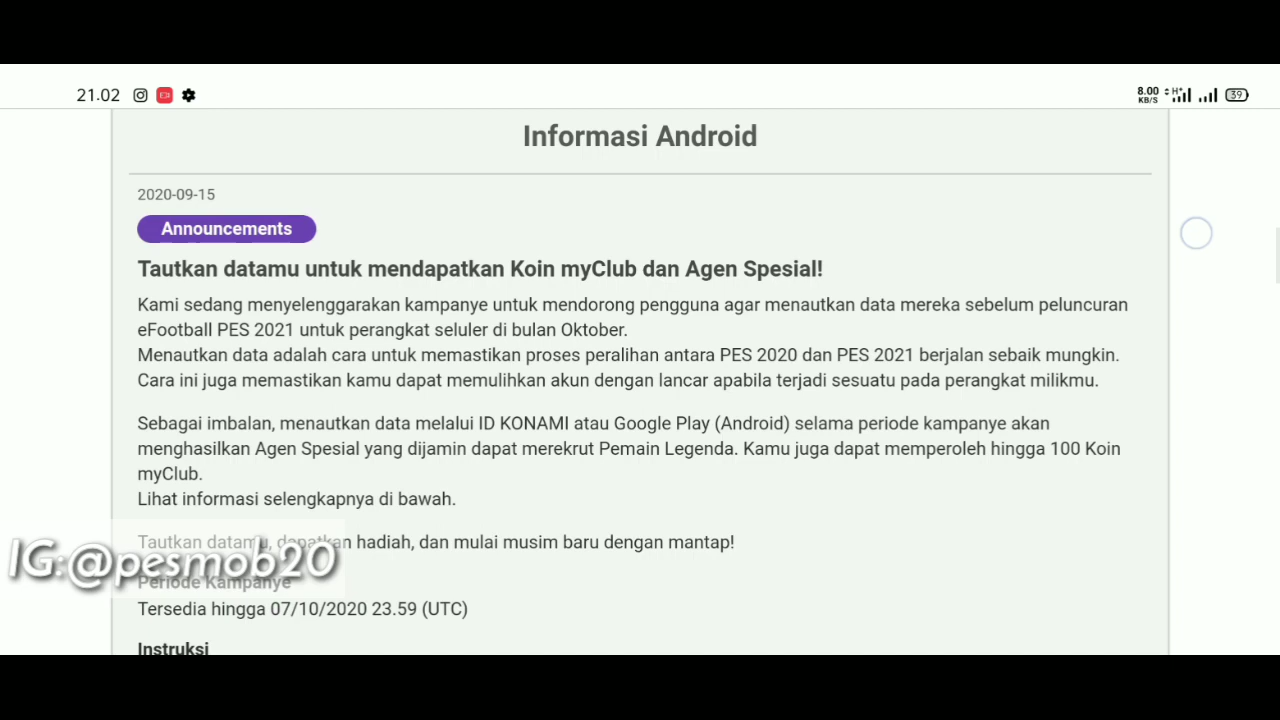 21.02
8.00 KB/S H+ 39
Informasi Android
2020-09-15
Announcements
Tautkan datamu untuk mendapatkan Koin myClub dan Agen Spesial!
Kami sedang menyelenggarakan kampanye untuk mendorong pengguna agar menautkan data mereka sebelum peluncuran
eFootball PES 2021 untuk perangkat seluler di bulan Oktober.
Menautkan data adalah cara untuk memastikan proses peralihan antara PES 2020 dan PES 2021 berjalan sebaik mungkin.
Cara ini juga memastikan kamu dapat memulihkan akun dengan lancar apabila terjadi sesuatu pada perangkat milikmu.
Sebagai imbalan, menautkan data melalui ID KONAMI atau Google Play (Android) selama periode kampanye akan
menghasilkan Agen Spesial yang dijamin dapat merekrut Pemain Legenda. Kamu juga dapat memperoleh hingga 100 Koin
myClub.
Lihat informasi selengkapnya di bawah.
Tautkan datamu, dapatkan hadiah, dan mulai musim baru dengan mantap!
IG:@pesmob20
Periode Kampanye
Tersedia hingga 07/10/2020 23.59 (UTC)
Instruksi